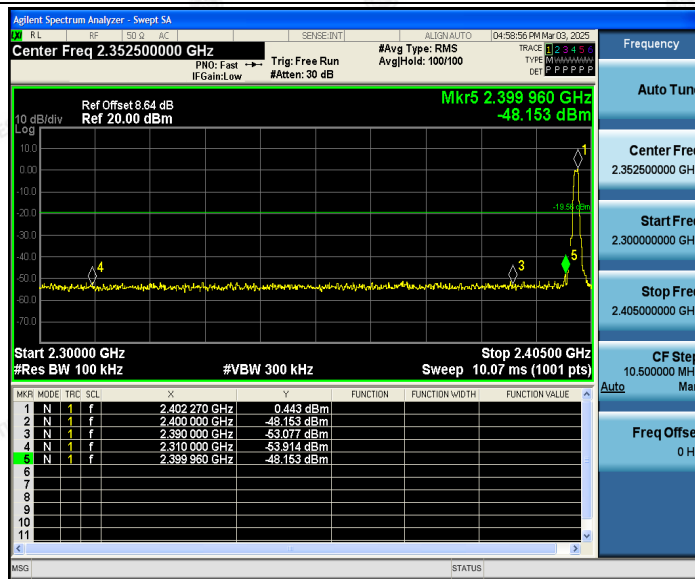 Agilent Spectrum Analyzer - Swept SA
RL RF 50 Ω AC SENSE:INT ALIGN AUTO 04:58:56 PM Mar 03, 2025
Center Freq 2.352500000 GHz #Avg Type: RMS TRACE 1 2 3 4 5 6
PNO: Fast Trig: Free Run Avg|Hold: 100/100 TYPE M
IFGain:Low #Atten: 30 dB DET P P P P P P
Mkr5 2.399 960 GHz
-48.153 dBm
Ref Offset 8.64 dB
10 dB/div Ref 20.00 dBm
Log
10.0
0.00
-10.0
-20.0
-30.0
-40.0
-50.0
-60.0
-70.0
1
-19.56 dBm
5
3
4
Start 2.30000 GHz Stop 2.40500 GHz
#Res BW 100 kHz #VBW 300 kHz Sweep 10.07 ms (1001 pts)
MKR MODE TRC SCL X Y FUNCTION FUNCTION WIDTH FUNCTION VALUE
1 N 1 f 2.402 270 GHz 0.443 dBm
2 N 1 f 2.400 000 GHz -48.153 dBm
3 N 1 f 2.390 000 GHz -53.077 dBm
4 N 1 f 2.310 000 GHz -53.914 dBm
5 N 1 f 2.399 960 GHz -48.153 dBm
6
7
8
9
10
11
MSG STATUS
Frequency
Auto Tun
Center Fre
2.352500000 GH
Start Fre
2.300000000 GH
Stop Fre
2.405000000 GH
CF Step
10.500000 MH
Auto Ma
Freq Offse
0 H